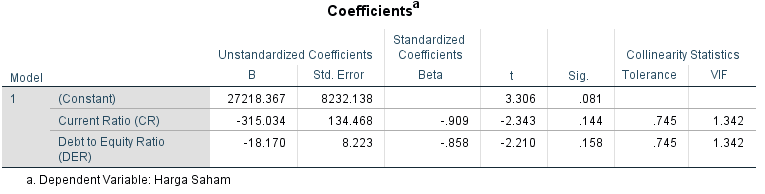 Coefficientsa
Unstandardized Coefficients Standardized Coefficients Collinearity Statistics
Model B Std. Error Beta t Sig. Tolerance VIF
1 (Constant) 27218.367 8232.138 3.306 .081
Current Ratio (CR) -315.034 134.468 -.909 -2.343 .144 .745 1.342
Debt to Equity Ratio (DER) -18.170 8.223 -.858 -2.210 .158 .745 1.342
a. Dependent Variable: Harga Saham